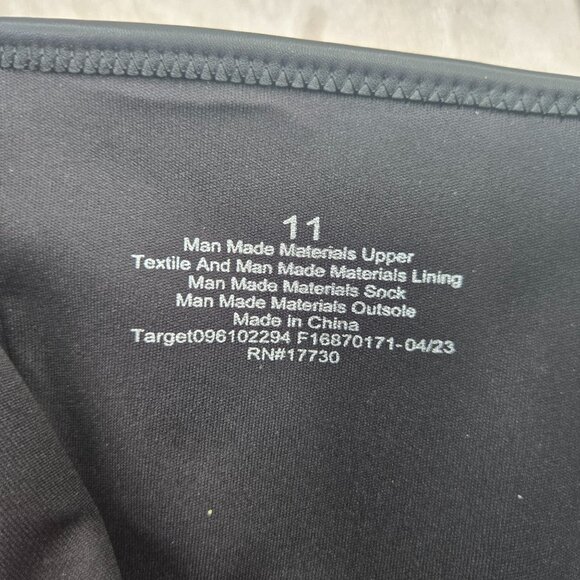 11
Man Made Materials Upper
Textile And Man Made Materials Lining
Man Made Materials Sock
Man Made Materials Outsole
Made in China
Target096102294 F16870171-04/23
RN#17730